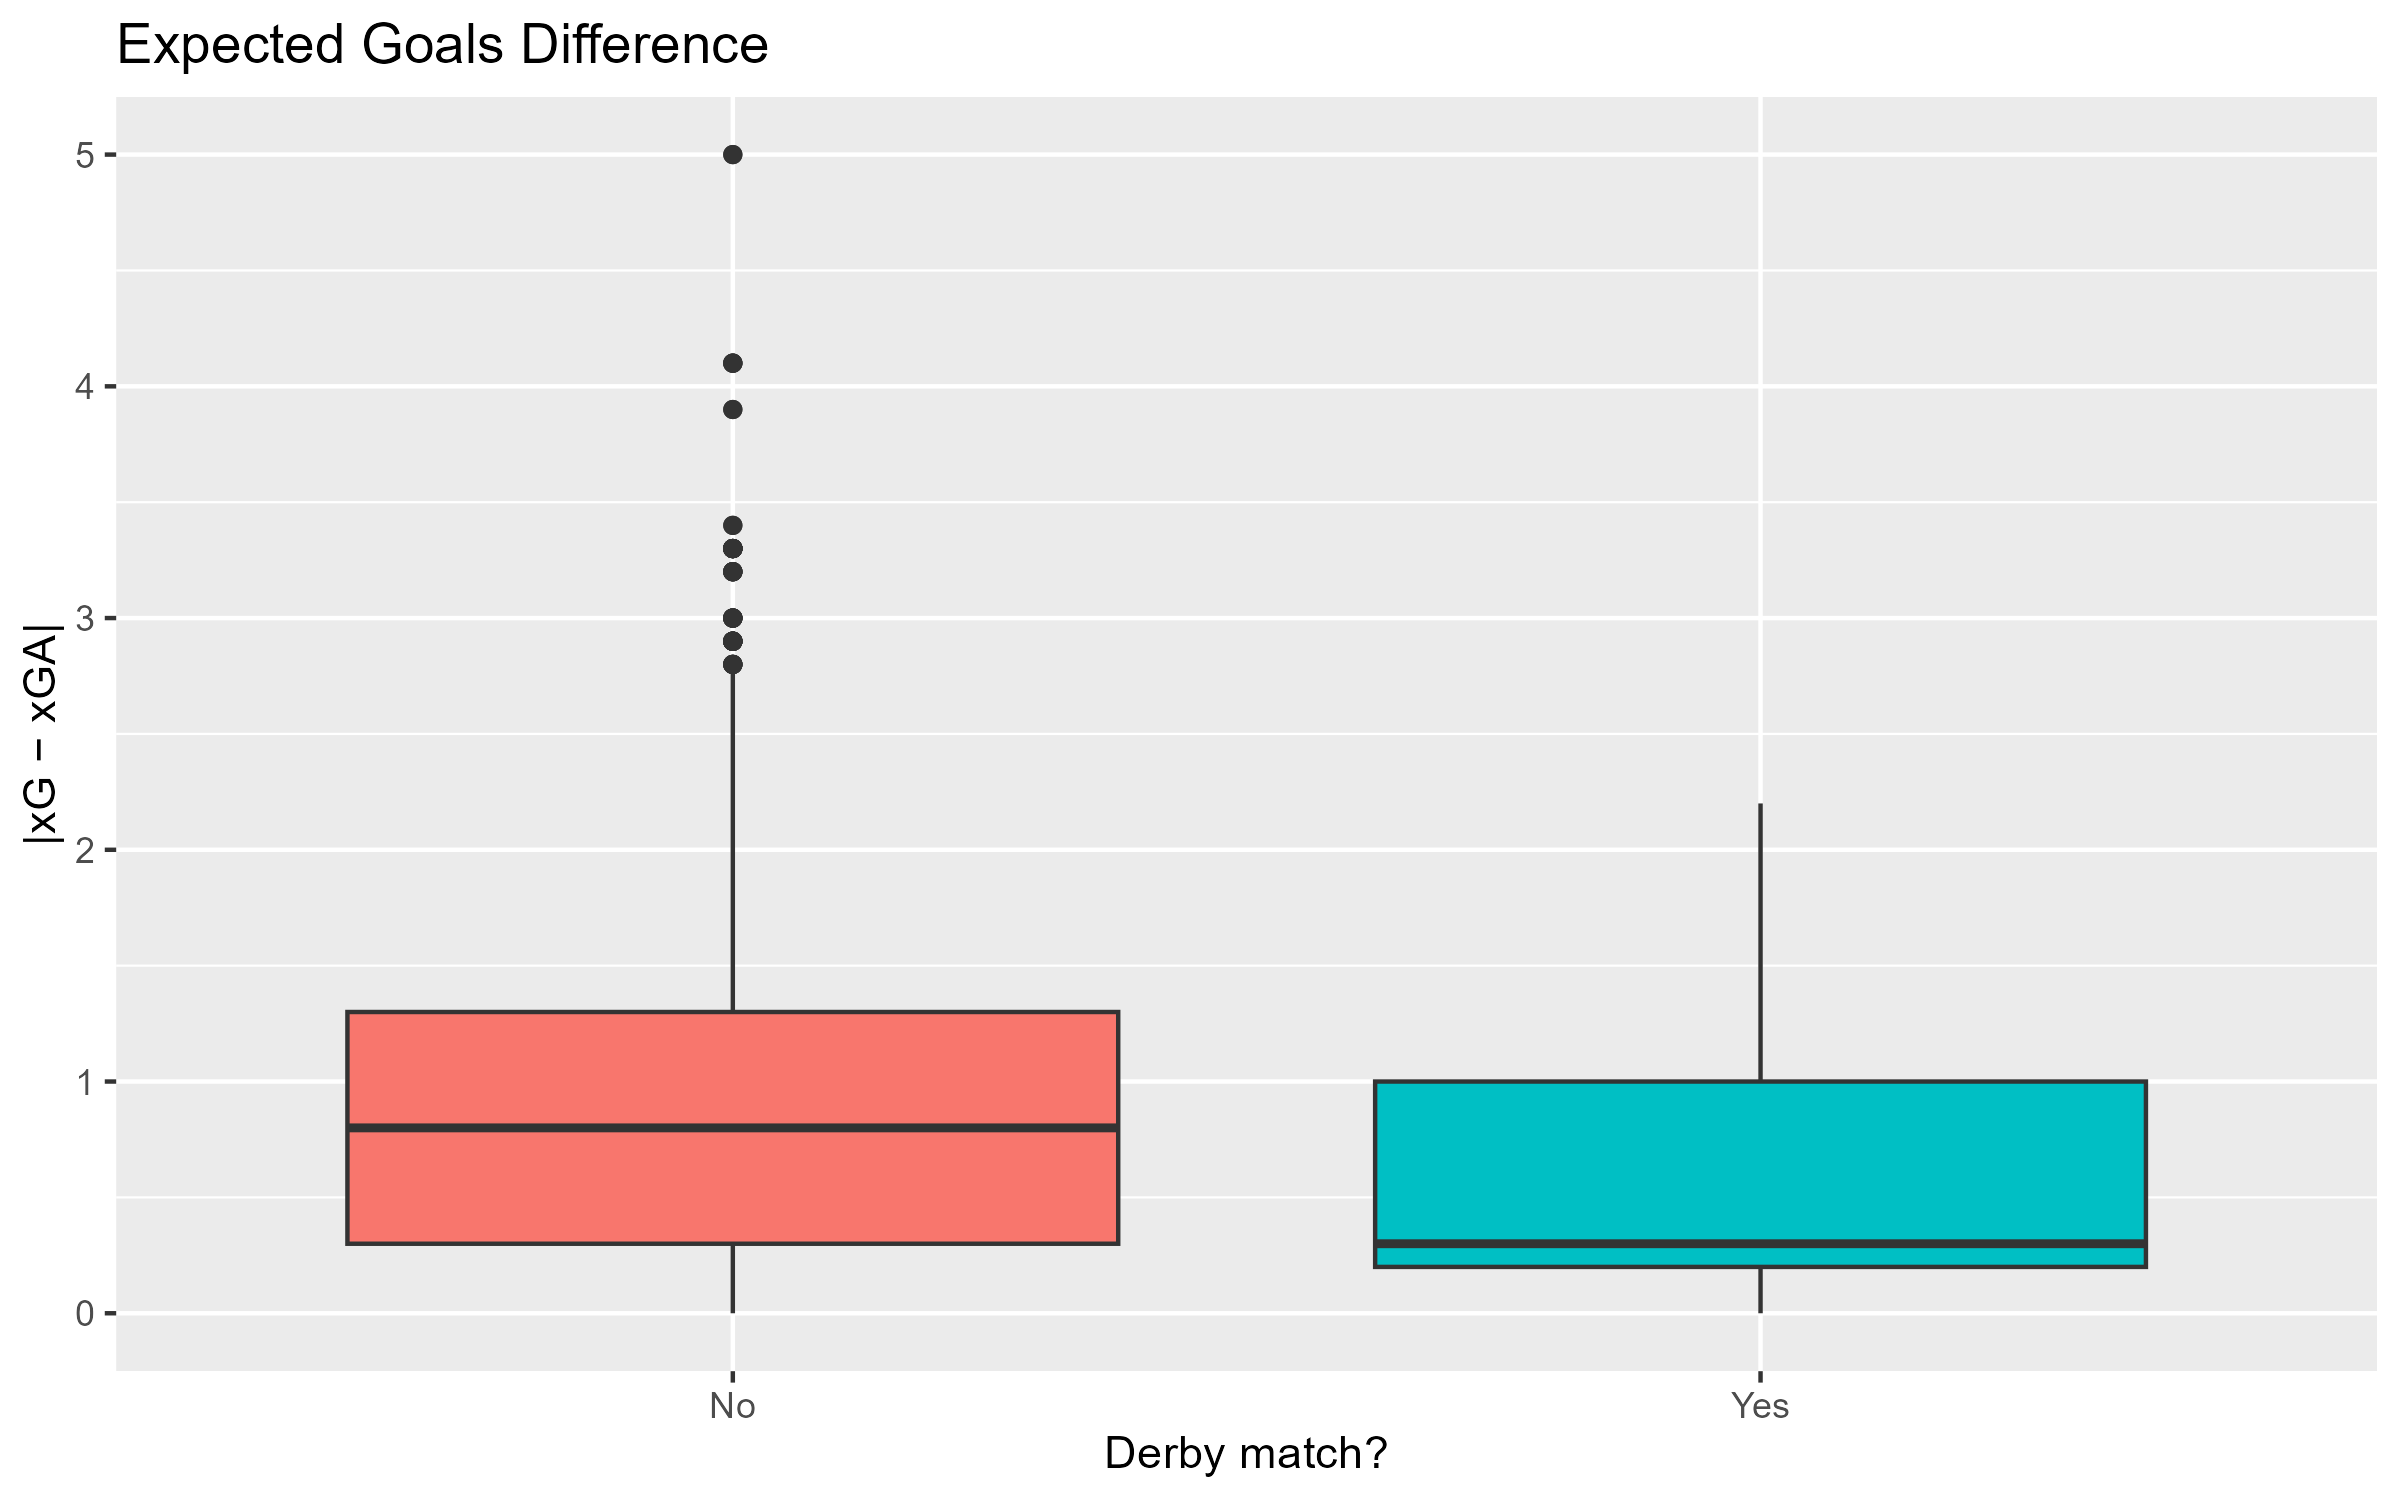 Expected Goals Difference
|xG − xGA|
5
4
3
2
1
0
No
Yes
Derby match?